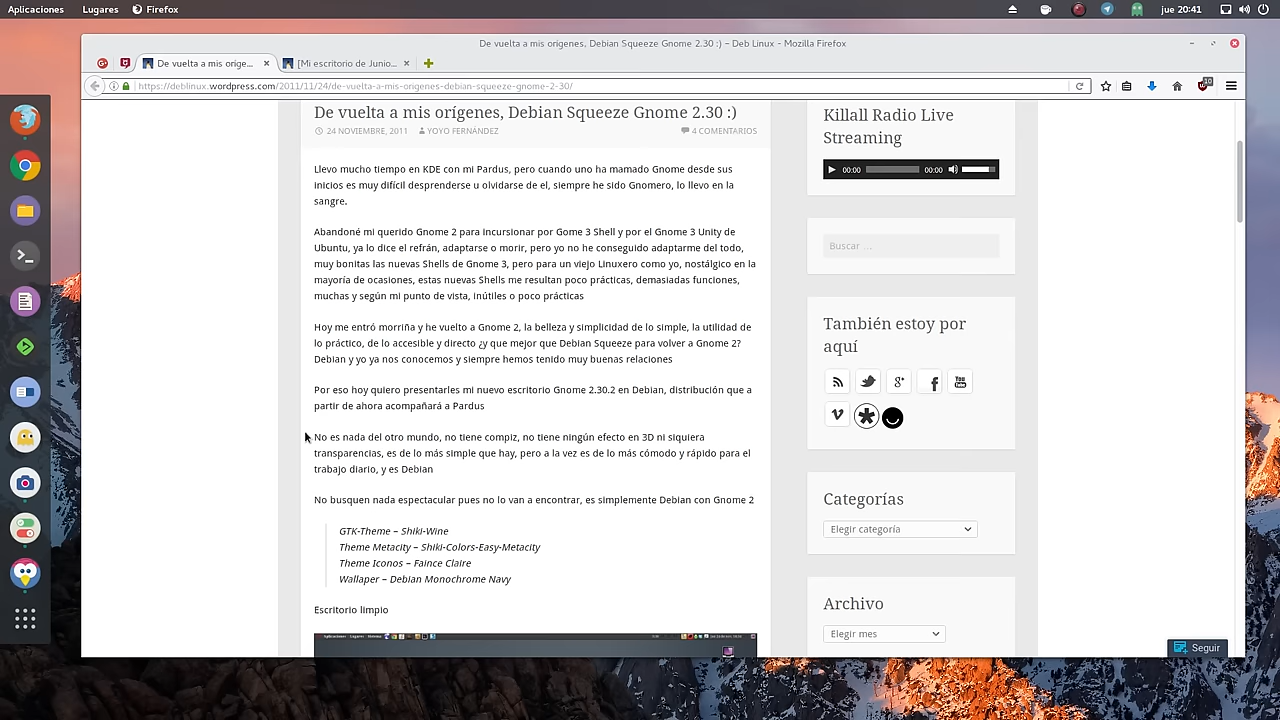 Aplicaciones Lugares Firefox jue 20:41
De vuelta a mis orígenes, Debian Squeeze Gnome 2.30 :) – Deb Linux - Mozilla Firefox
De vuelta a mis orige... [Mi escritorio de Junio...
https://deblinux.wordpress.com/2011/11/24/de-vuelta-a-mis-origenes-debian-squeeze-gnome-2-30/
10
De vuelta a mis orígenes, Debian Squeeze Gnome 2.30 :)
24 NOVIEMBRE, 2011 YOYO FERNÁNDEZ 4 COMENTARIOS
Llevo mucho tiempo en KDE con mi Pardus, pero cuando uno ha mamado Gnome desde sus
inicios es muy difícil desprenderse u olvidarse de el, siempre he sido Gnomero, lo llevo en la
sangre.
Abandoné mi querido Gnome 2 para incursionar por Gome 3 Shell y por el Gnome 3 Unity de
Ubuntu, ya lo dice el refrán, adaptarse o morir, pero yo no he conseguido adaptarme del todo,
muy bonitas las nuevas Shells de Gnome 3, pero para un viejo Linuxero como yo, nostálgico en la
mayoría de ocasiones, estas nuevas Shells me resultan poco prácticas, demasiadas funciones,
muchas y según mi punto de vista, inútiles o poco prácticas
Hoy me entró morriña y he vuelto a Gnome 2, la belleza y simplicidad de lo simple, la utilidad de
lo práctico, de lo accesible y directo ¿y que mejor que Debian Squeeze para volver a Gnome 2?
Debian y yo ya nos conocemos y siempre hemos tenido muy buenas relaciones
Por eso hoy quiero presentarles mi nuevo escritorio Gnome 2.30.2 en Debian, distribución que a
partir de ahora acompañará a Pardus
No es nada del otro mundo, no tiene compiz, no tiene ningún efecto en 3D ni siquiera
transparencias, es de lo más simple que hay, pero a la vez es de lo más cómodo y rápido para el
trabajo diario, y es Debian
No busquen nada espectacular pues no lo van a encontrar, es simplemente Debian con Gnome 2
GTK-Theme – Shiki-Wine
Theme Metacity – Shiki-Colors-Easy-Metacity
Theme Iconos – Faince Claire
Wallaper – Debian Monochrome Navy
Escritorio limpio
Aplicaciones Lugares Sistema
Killall Radio Live
Streaming
00:00 00:00
Buscar …
También estoy por
aquí
g+ f You Tube
Categorías
Elegir categoría
Archivo
Elegir mes
Seguir